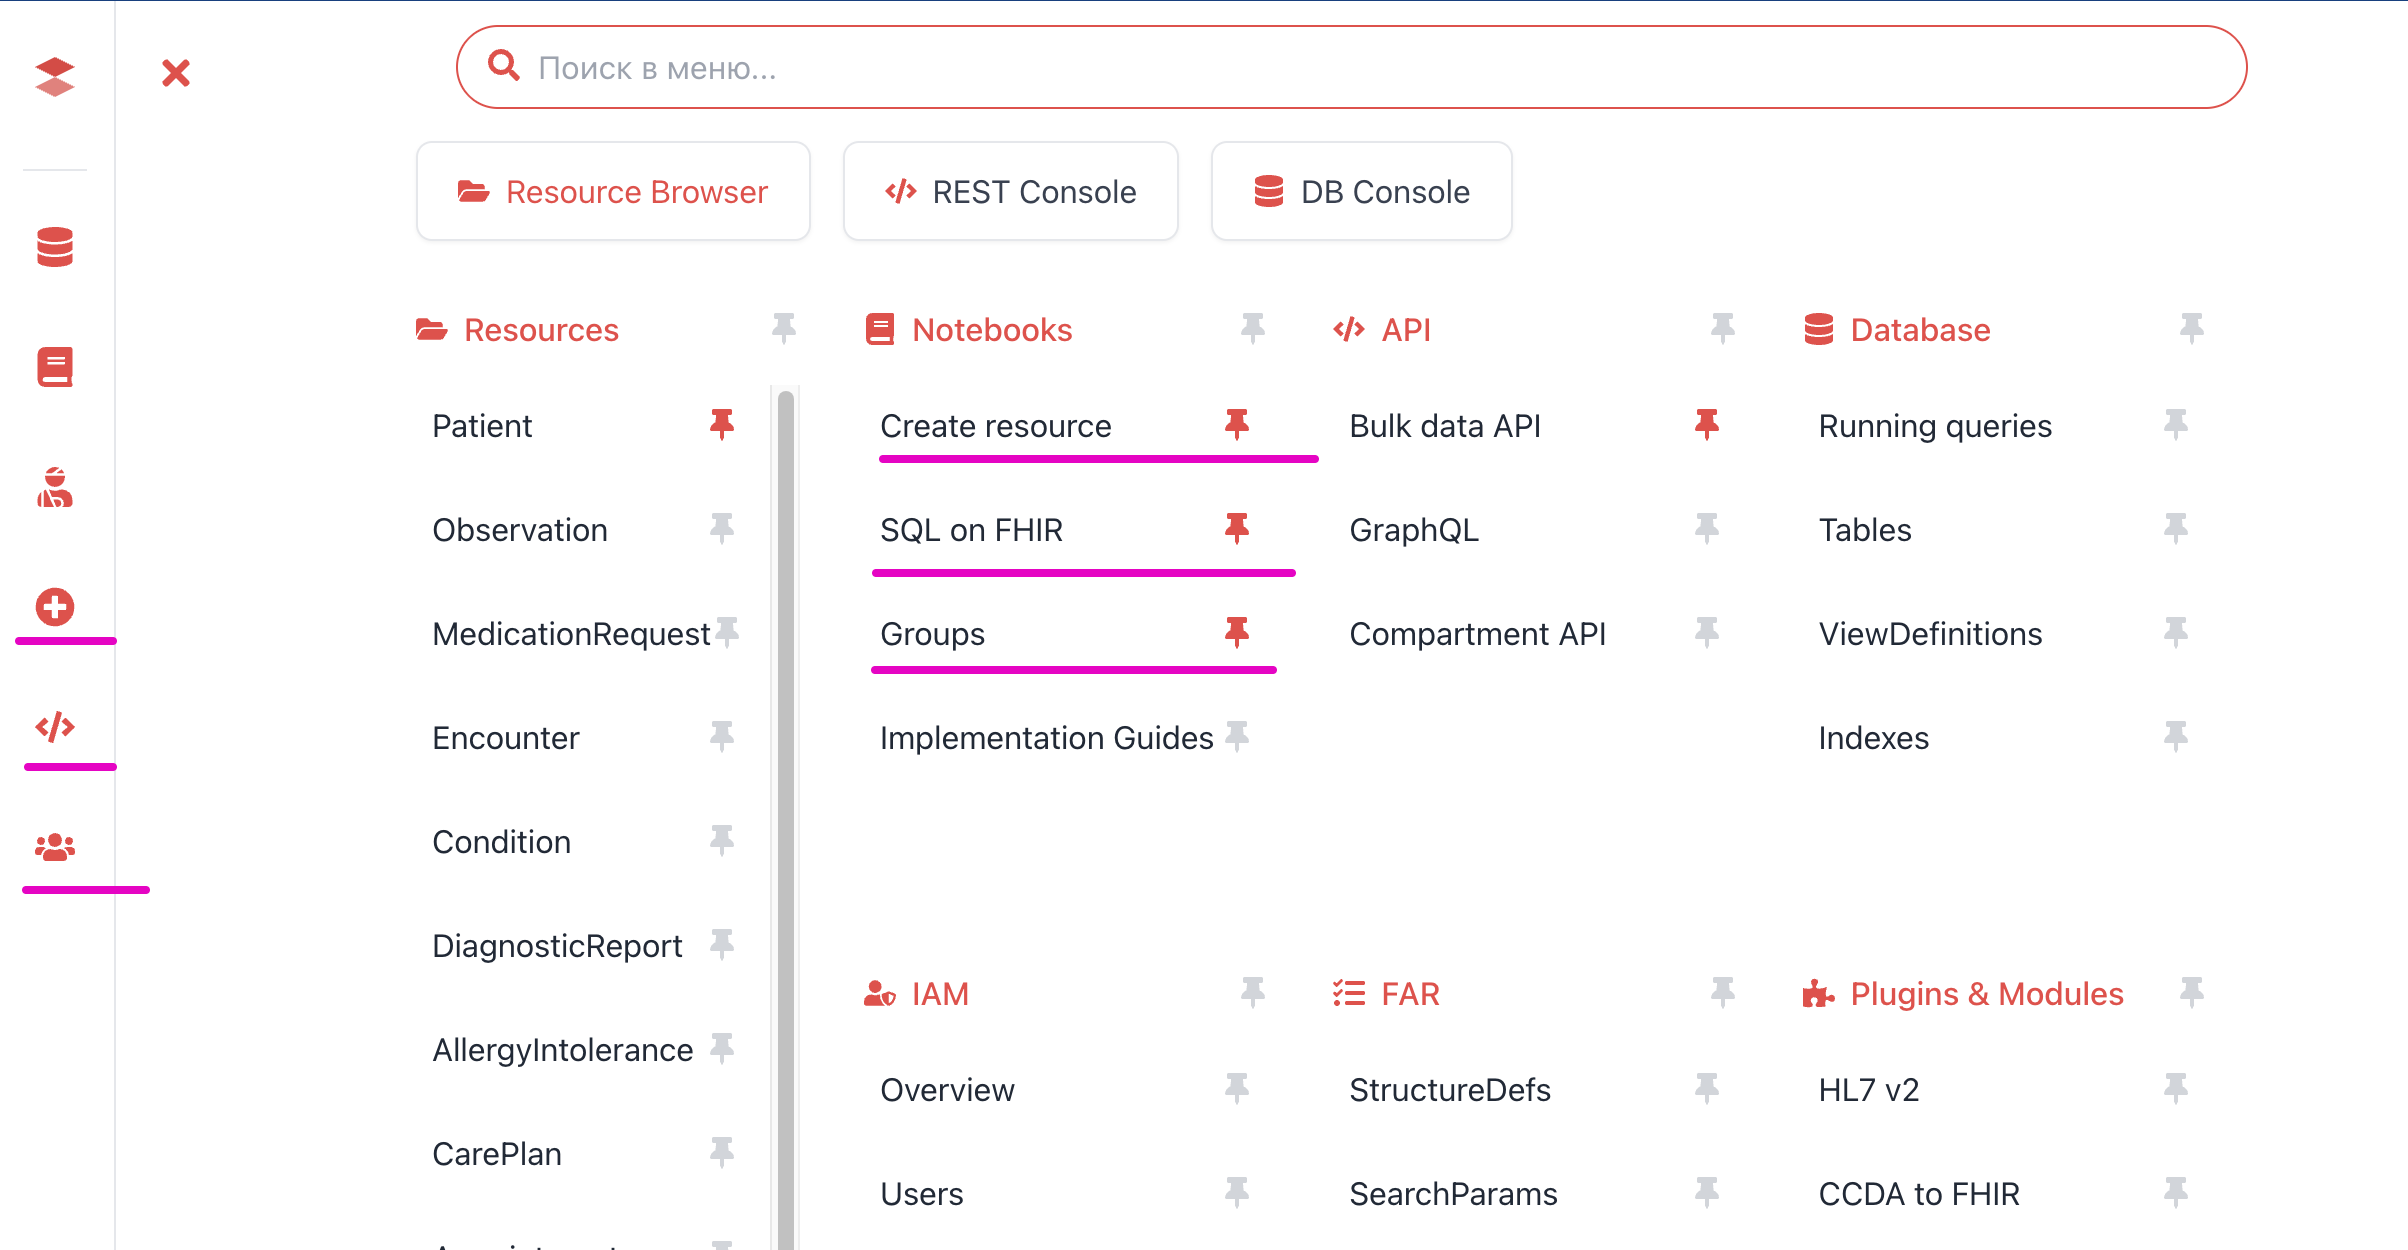 Поиск в меню...
Resource Browser
REST Console
DB Console
Resources
Patient
Observation
MedicationRequest
Encounter
Condition
DiagnosticReport
AllergyIntolerance
CarePlan
Notebooks
Create resource
SQL on FHIR
Groups
Implementation Guides
API
Bulk data API
GraphQL
Compartment API
Database
Running queries
Tables
ViewDefinitions
Indexes
IAM
Overview
Users
FAR
StructureDefs
SearchParams
Plugins & Modules
HL7 v2
CCDA to FHIR